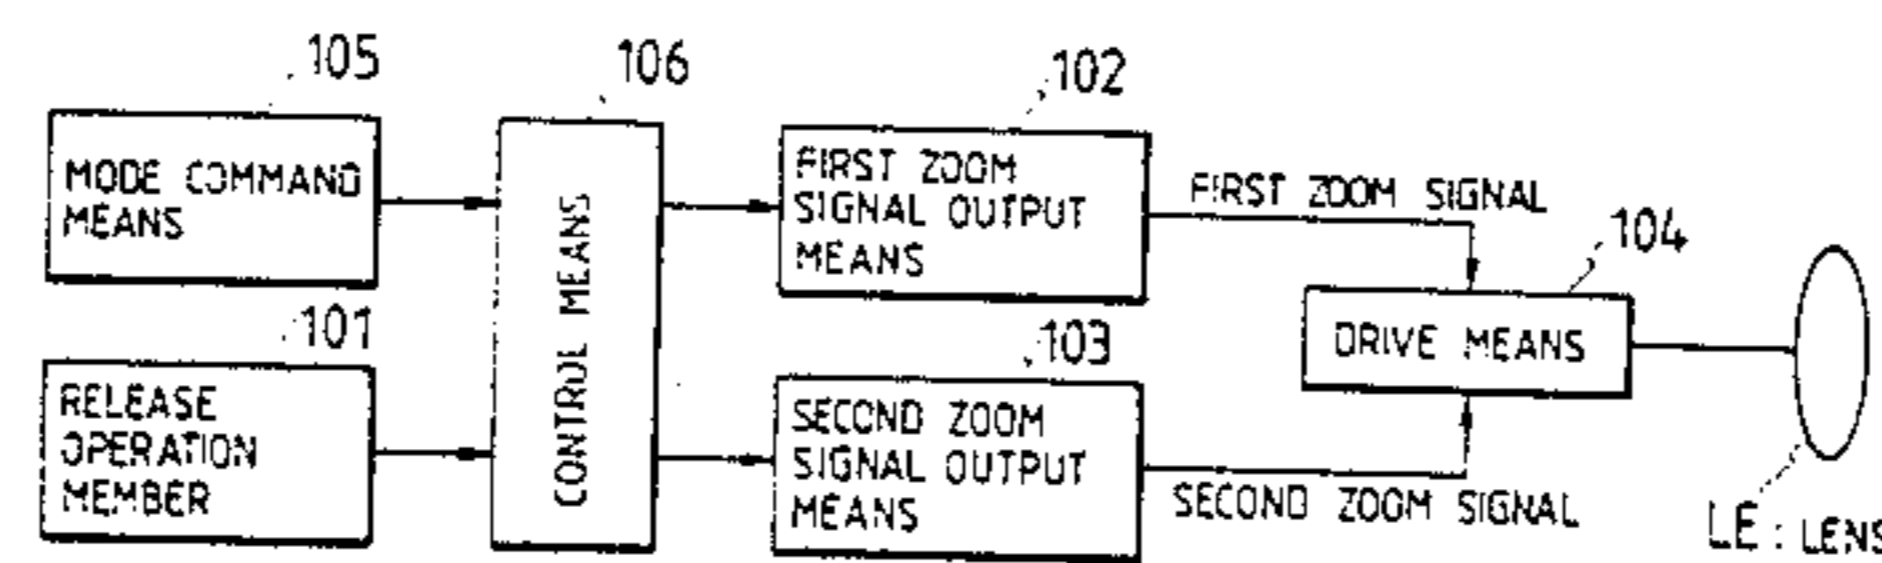 105
106
102
MODE COMMAND
MEANS
FIRST ZOOM
SIGNAL OUTPUT
MEANS
FIRST ZOOM SIGNAL
104
101
CONTROL MEANS
103
DRIVE MEANS
RELEASE
OPERATION
MEMBER
SECOND ZOOM
SIGNAL OUTPUT
MEANS
SECOND ZOOM SIGNAL
LE : LENS